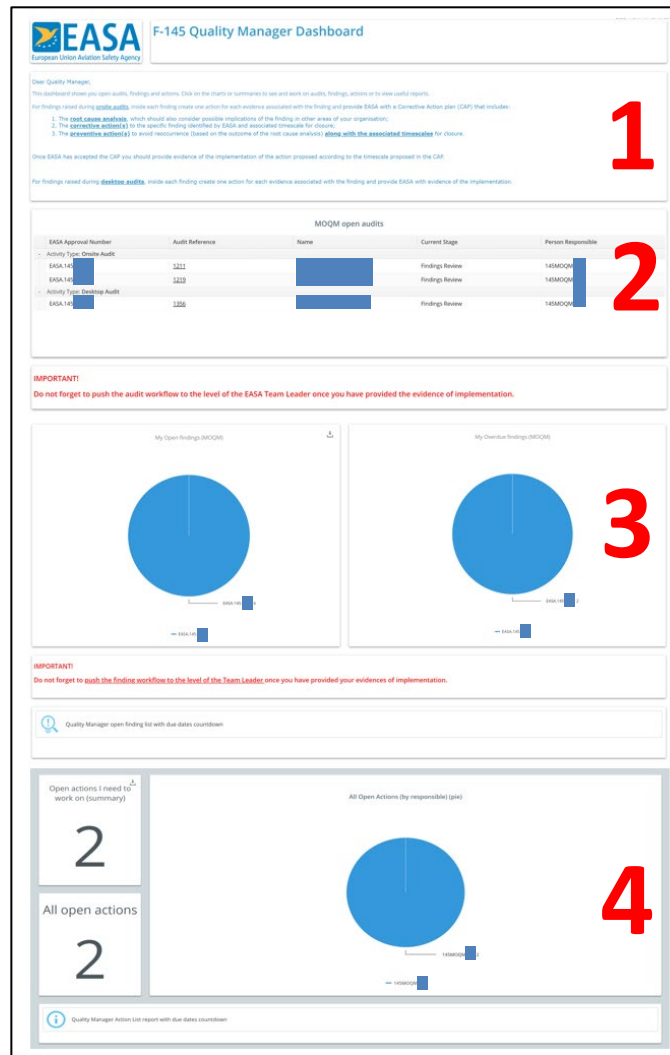 EASA
European Union Aviation Safety Agency
F-145 Quality Manager Dashboard
Dear Quality Manager,
This dashboard shows you open audits, findings and actions. Click on the charts or summaries to see and work on audits, findings, actions or to view useful reports.
For findings raised during onsite audits, inside each finding create one action for each evidence associated with the finding and provide EASA with a Corrective Action plan (CAP) that includes:
1. The root cause analysis, which should also consider possible implications of the finding in other areas of your organisation;
2. The corrective action(s) to the specific finding identified by EASA and associated timescale for closure;
3. The preventive action(s) to avoid reoccurrence (based on the outcome of the root cause analysis) along with the associated timescales for closure.
Once EASA has accepted the CAP you should provide evidence of the implementation of the action proposed according to the timescale proposed in the CAP.
For findings raised during desktop audits, inside each finding create one action for each evidence associated with the finding and provide EASA with evidence of the implementation.
1
MOQM open audits
EASA Approval Number Audit Reference Name Current Stage Person Responsible
- Activity Type: Onsite Audit
EASA.145 1211 Findings Review 145MOQM
EASA.145 1219 Findings Review 145MOQM
- Activity Type: Desktop Audit
EASA.145 1356 Findings Review 145MOQM
2
IMPORTANT!
Do not forget to push the audit workflow to the level of the EASA Team Leader once you have provided the evidence of implementation.
My Open findings (MOQM)
EASA.145
EASA.145
My Overdue findings (MOQM)
EASA.145 2
EASA.145
3
IMPORTANT!
Do not forget to push the finding workflow to the level of the Team Leader once you have provided your evidences of implementation.
Quality Manager open finding list with due dates countdown
Open actions I need to
work on (summary)
2
All open actions
2
All Open Actions (by responsible) (pie)
145MOQM 2
145MOQM
4
Quality Manager Action List report with due dates countdown